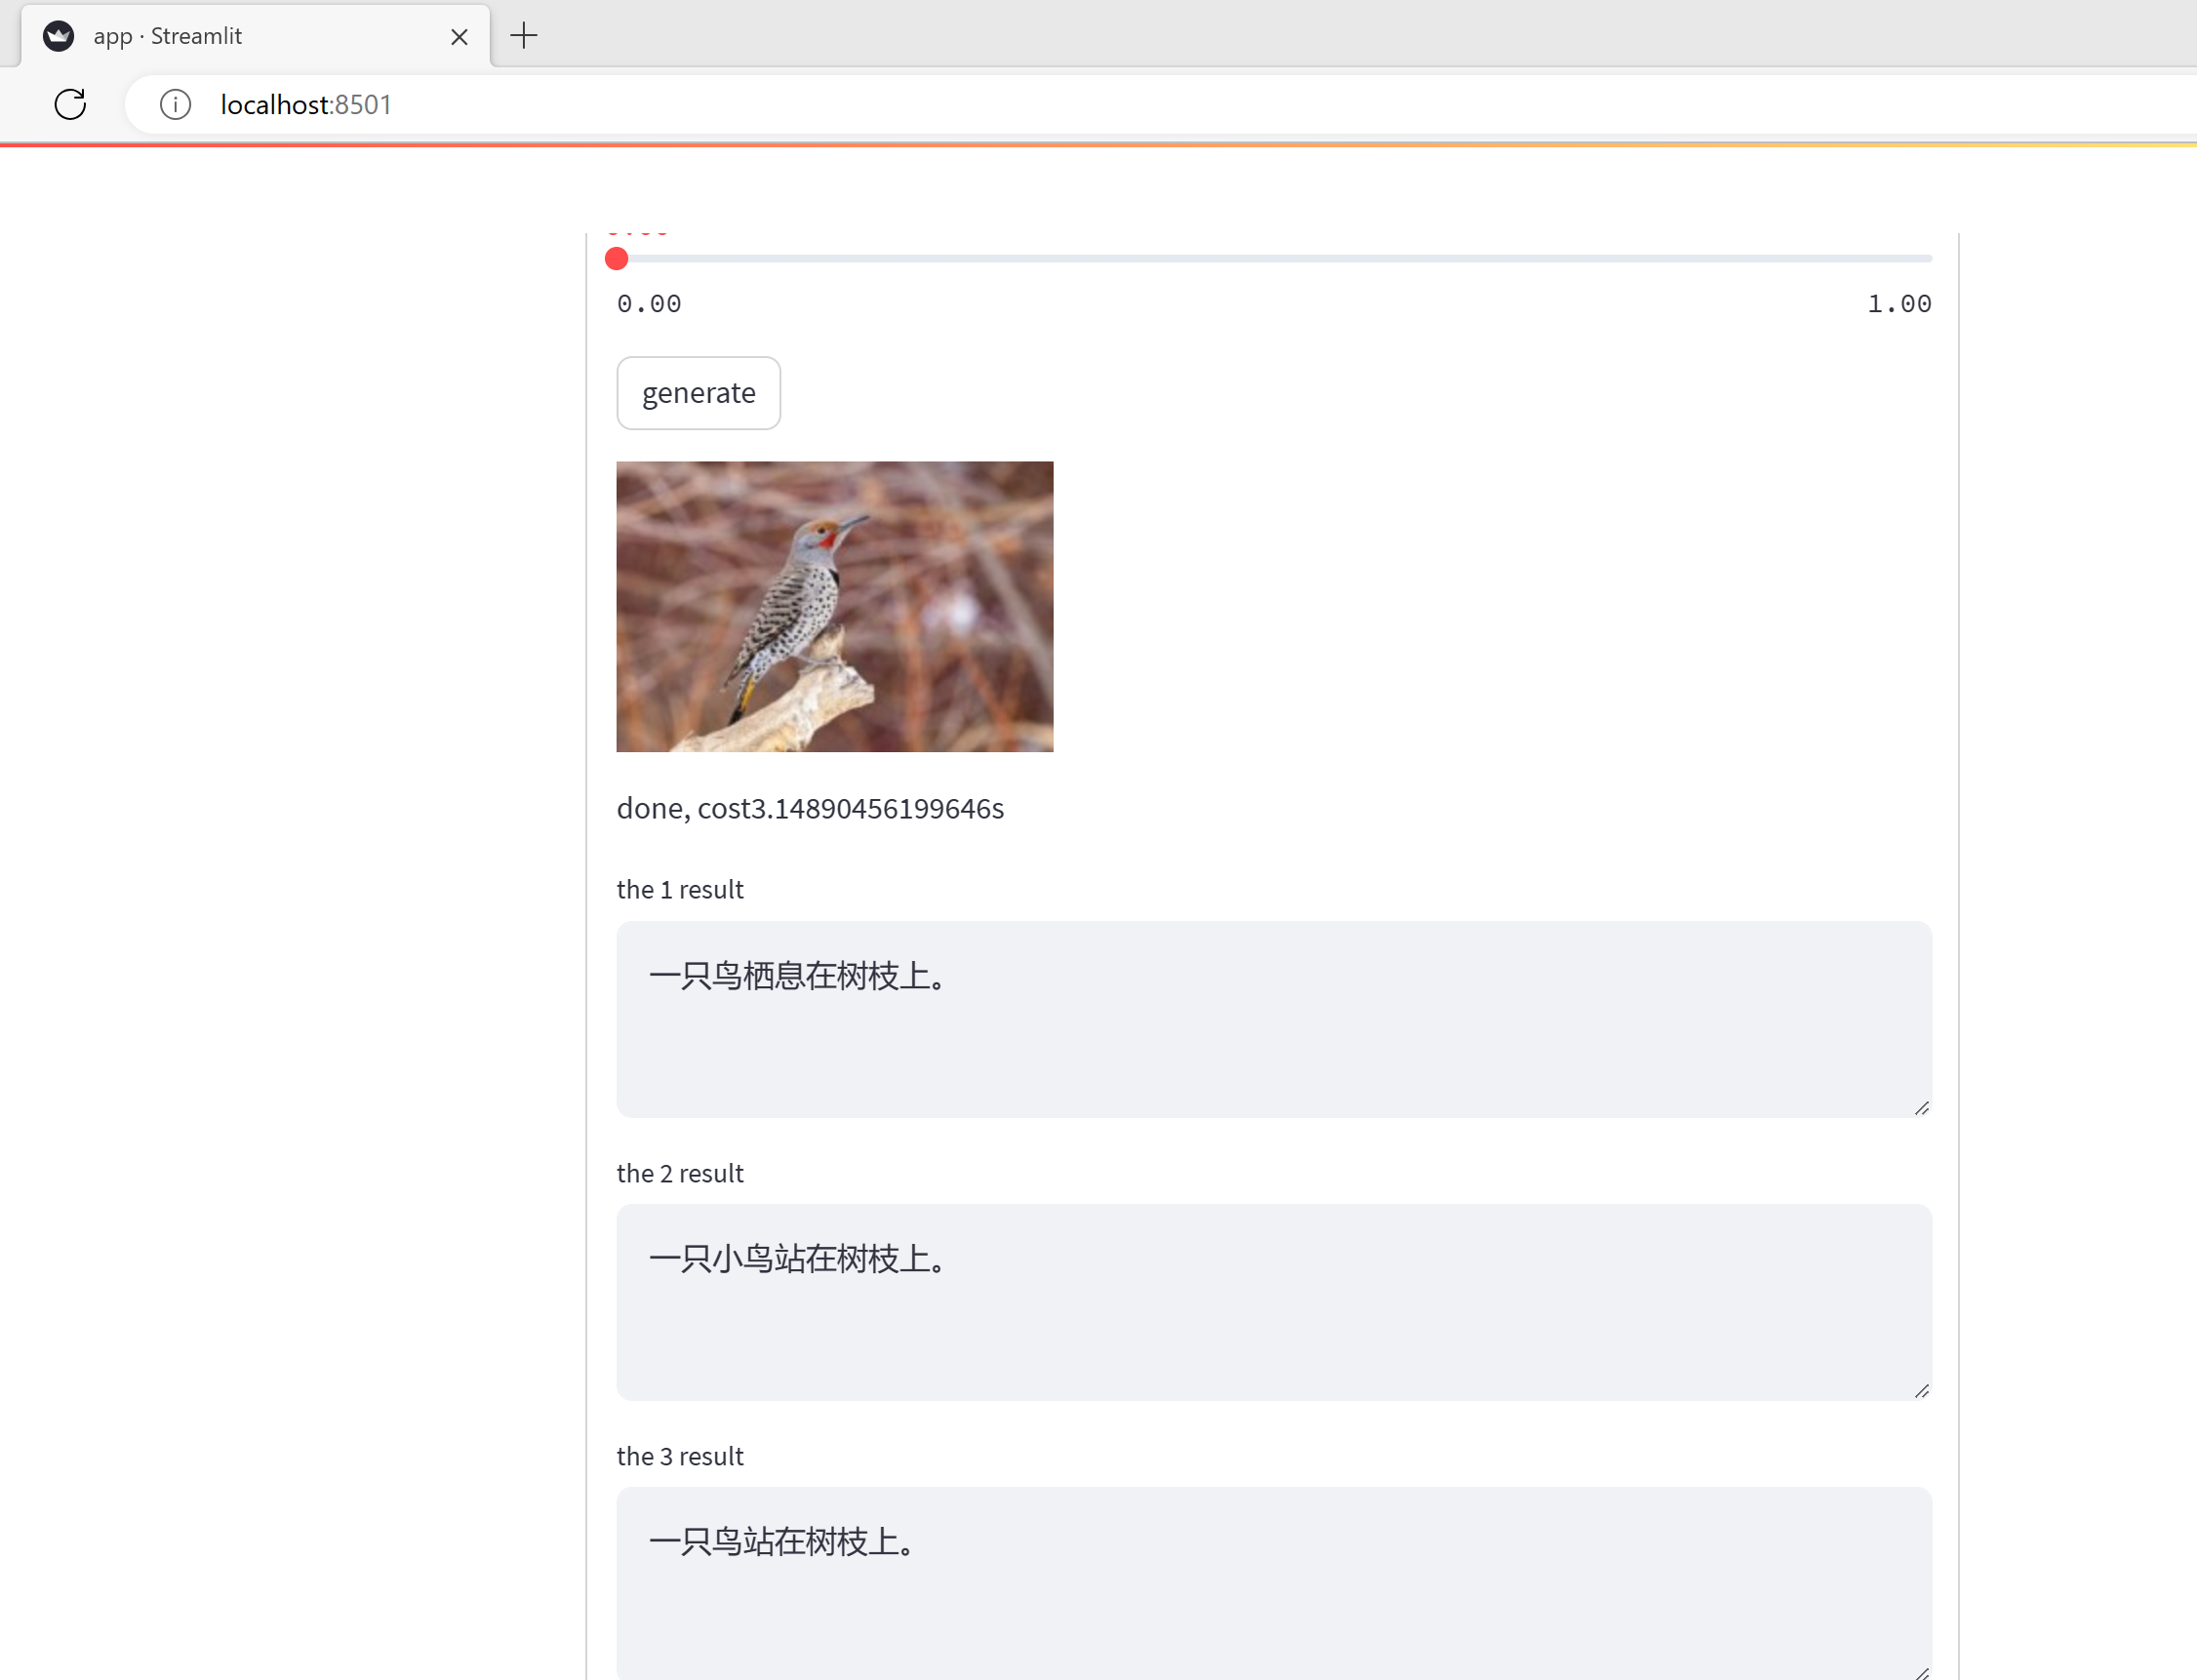 app · Streamlit
localhost:8501
0.00 1.00
generate
done, cost3.14890456199646s
the 1 result
一只鸟栖息在树枝上。
the 2 result
一只小鸟站在树枝上。
the 3 result
一只鸟站在树枝上。